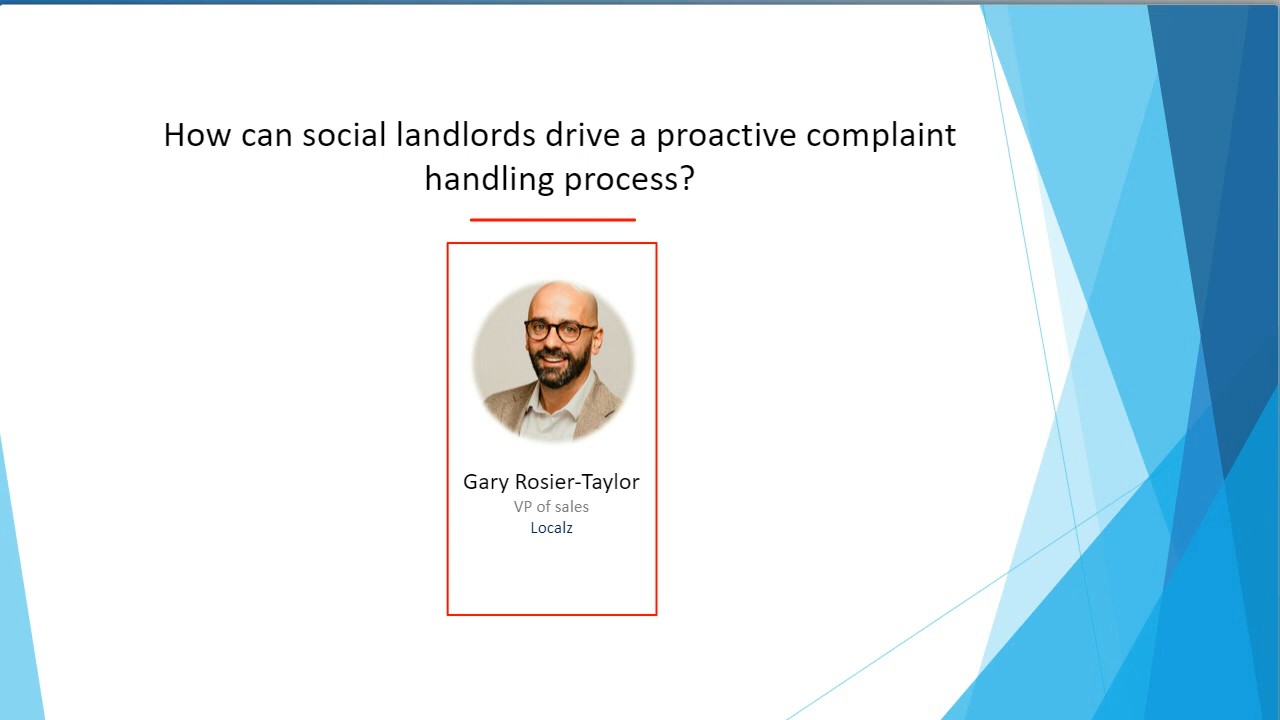 How can social landlords drive a proactive complaint
handling process?
Gary Rosier-Taylor
VP of sales
Localz